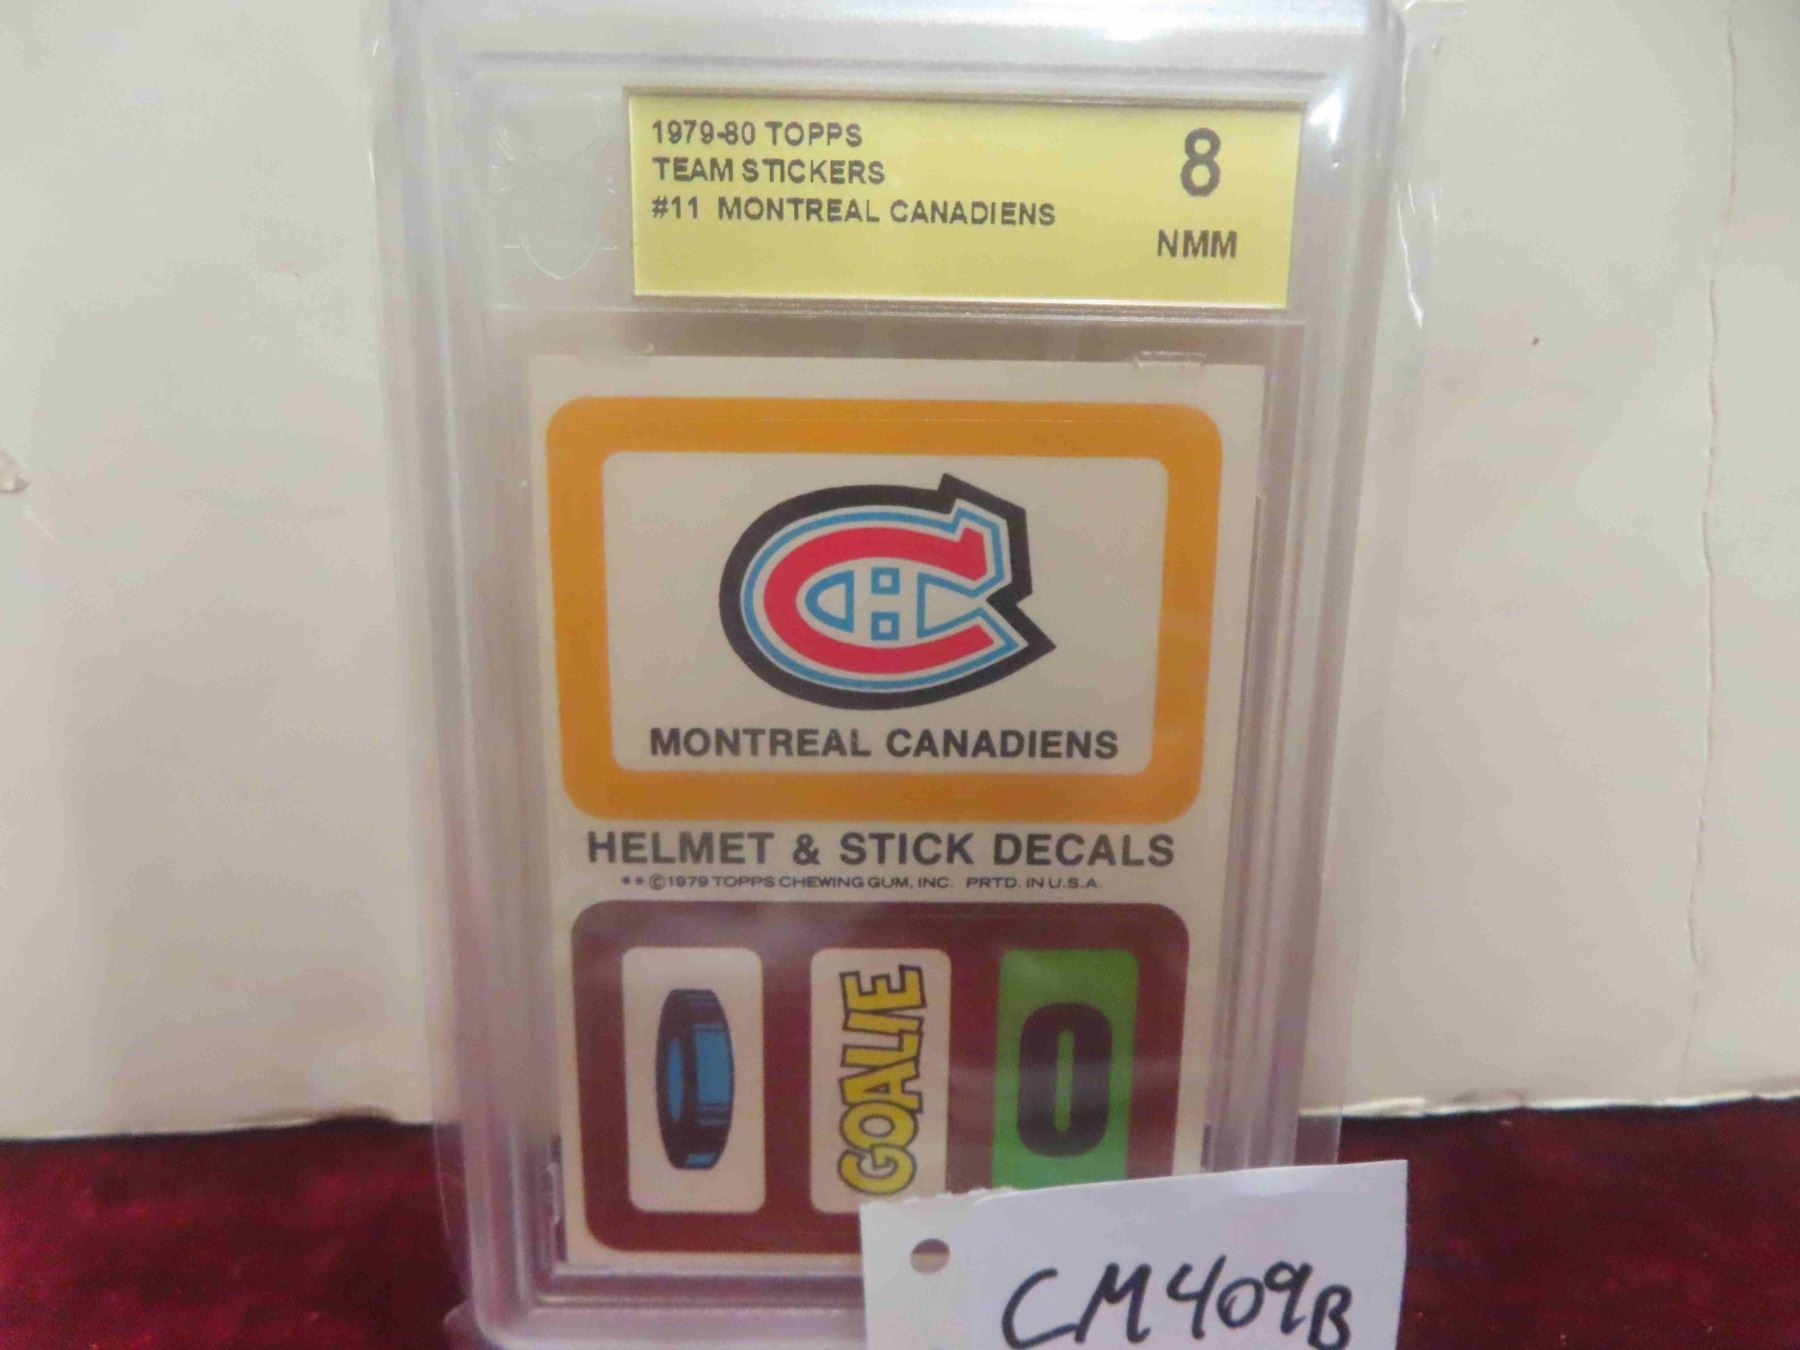 1979-80 TOPPS
TEAM STICKERS
#11 MONTREAL CANADIENS
8
NMM
MONTREAL CANADIENS
HELMET & STICK DECALS
**©1979 TOPPS CHEWING GUM, INC. PRTD. IN U.S.A.
GOALIE
0
CM409B